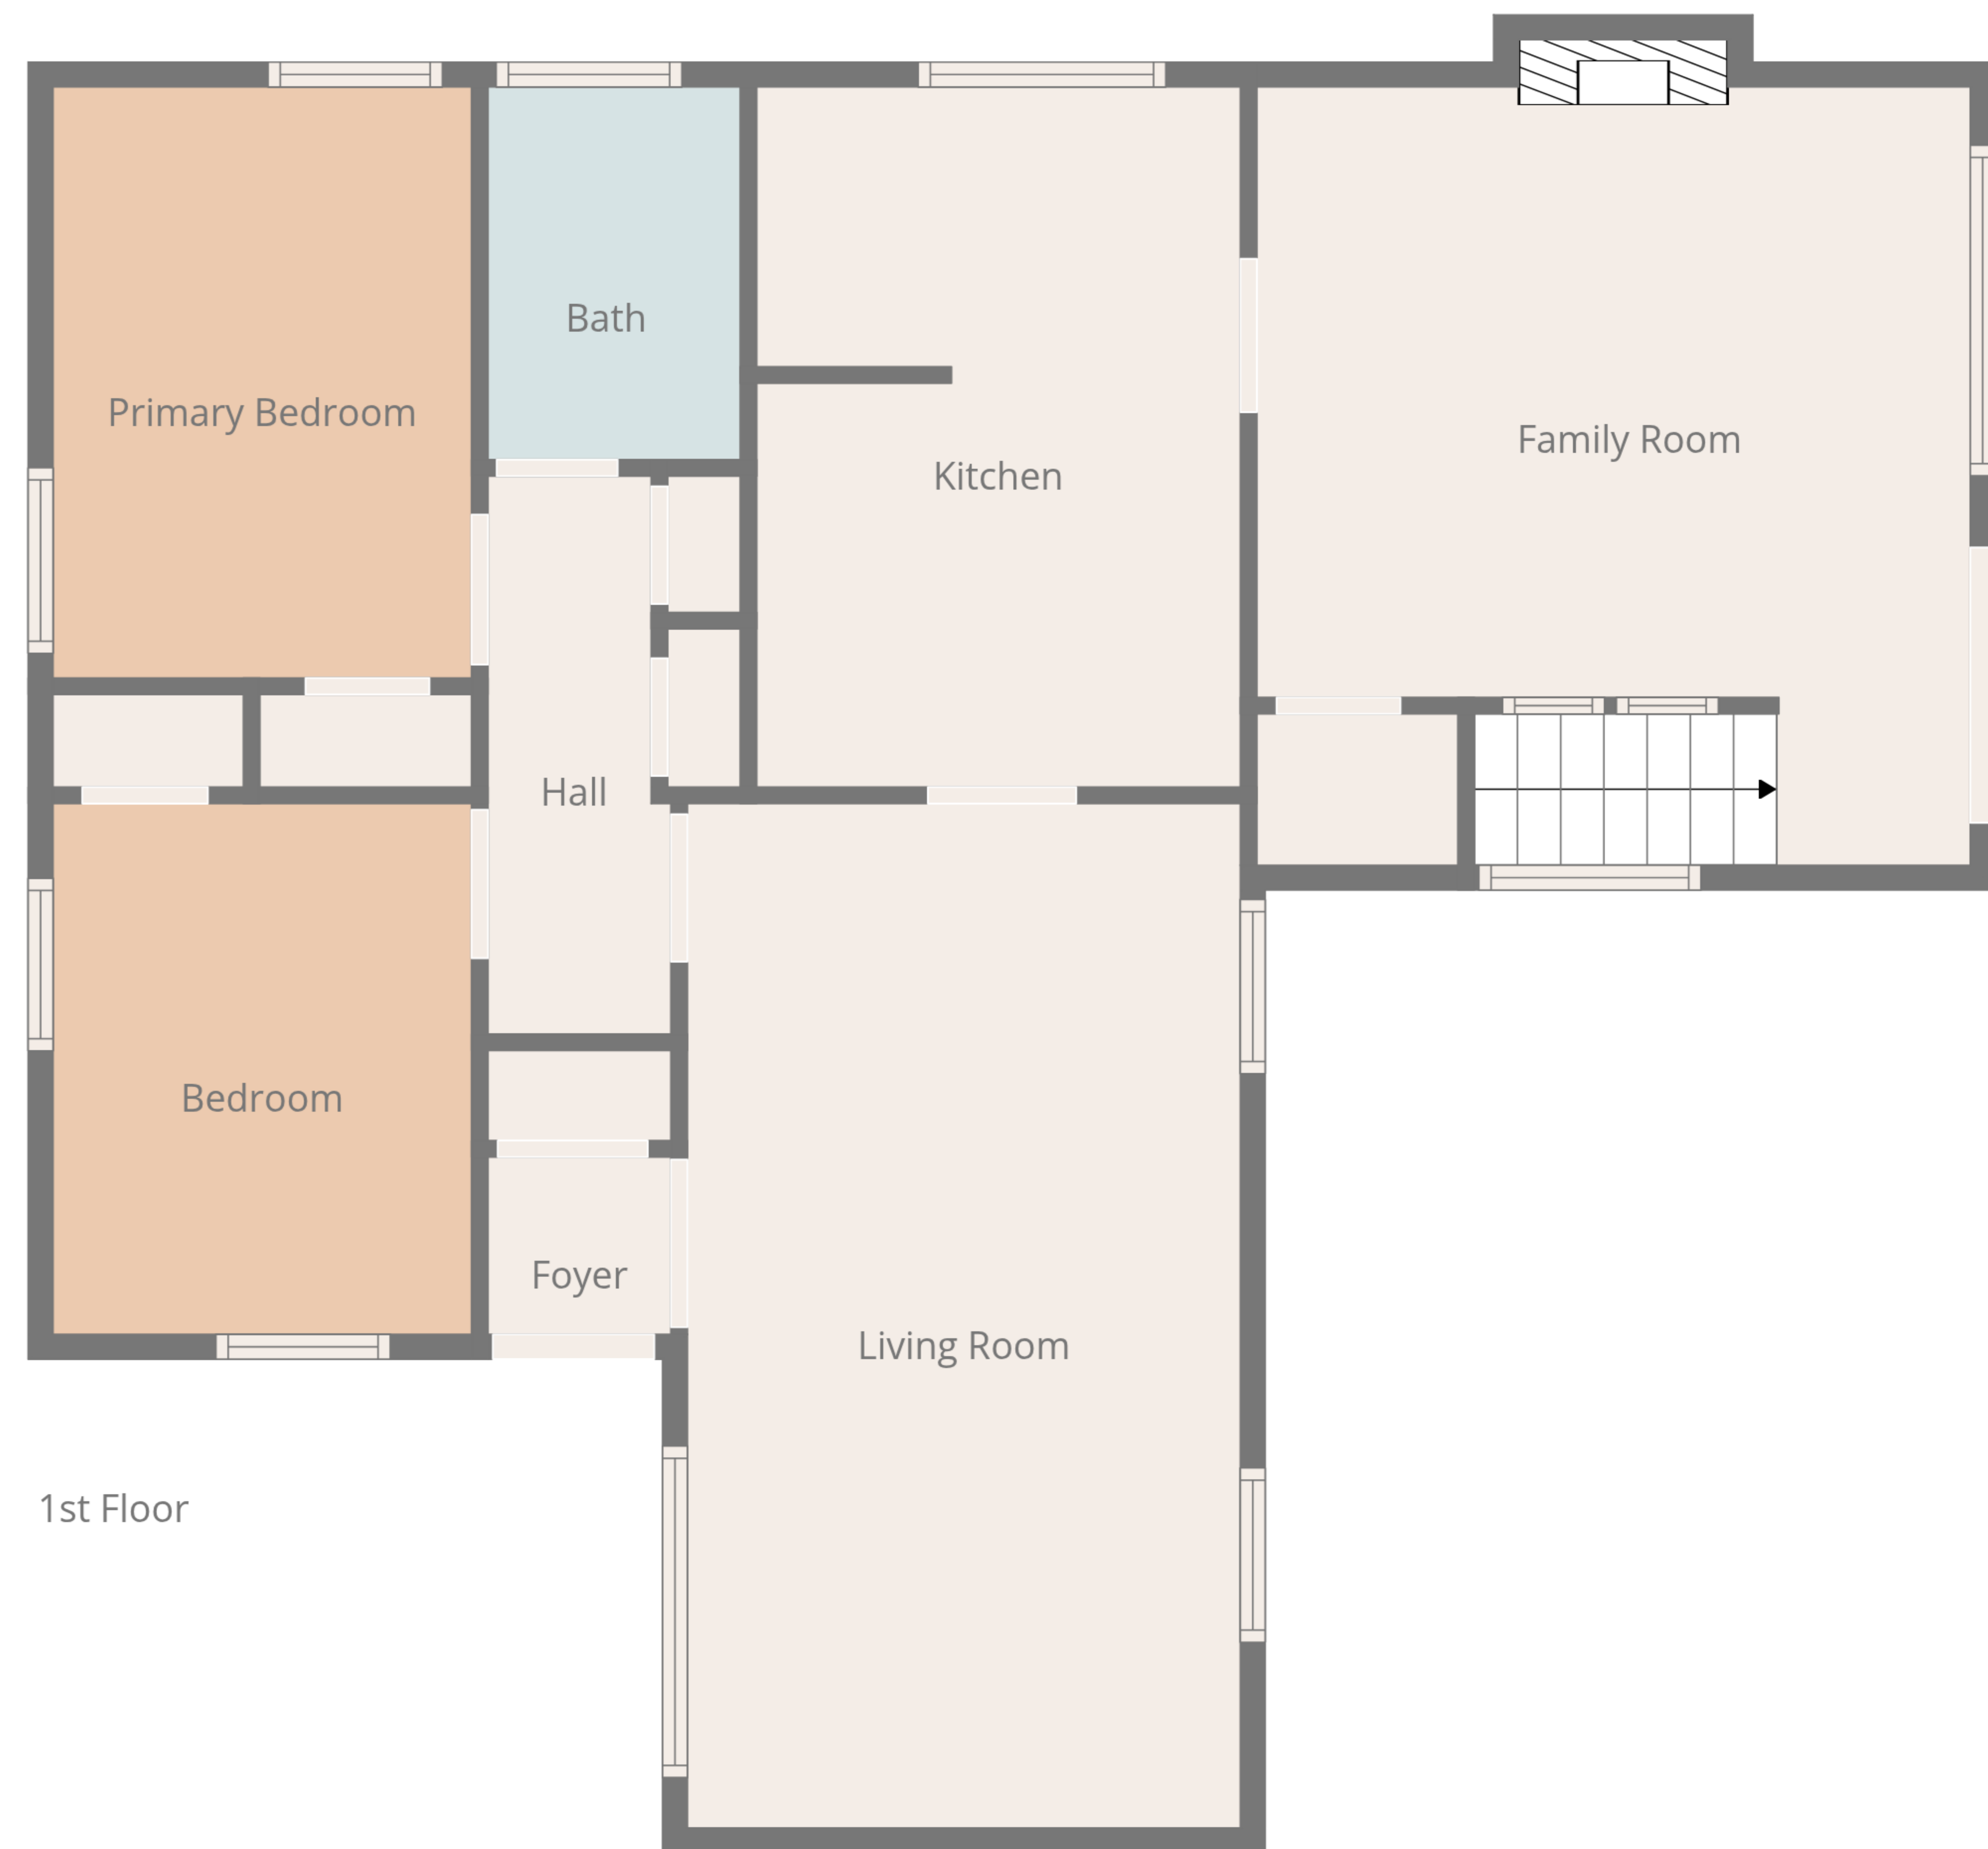 Bath
Primary Bedroom
Family Room
Kitchen
Hall
Bedroom
Foyer
Living Room
1st Floor